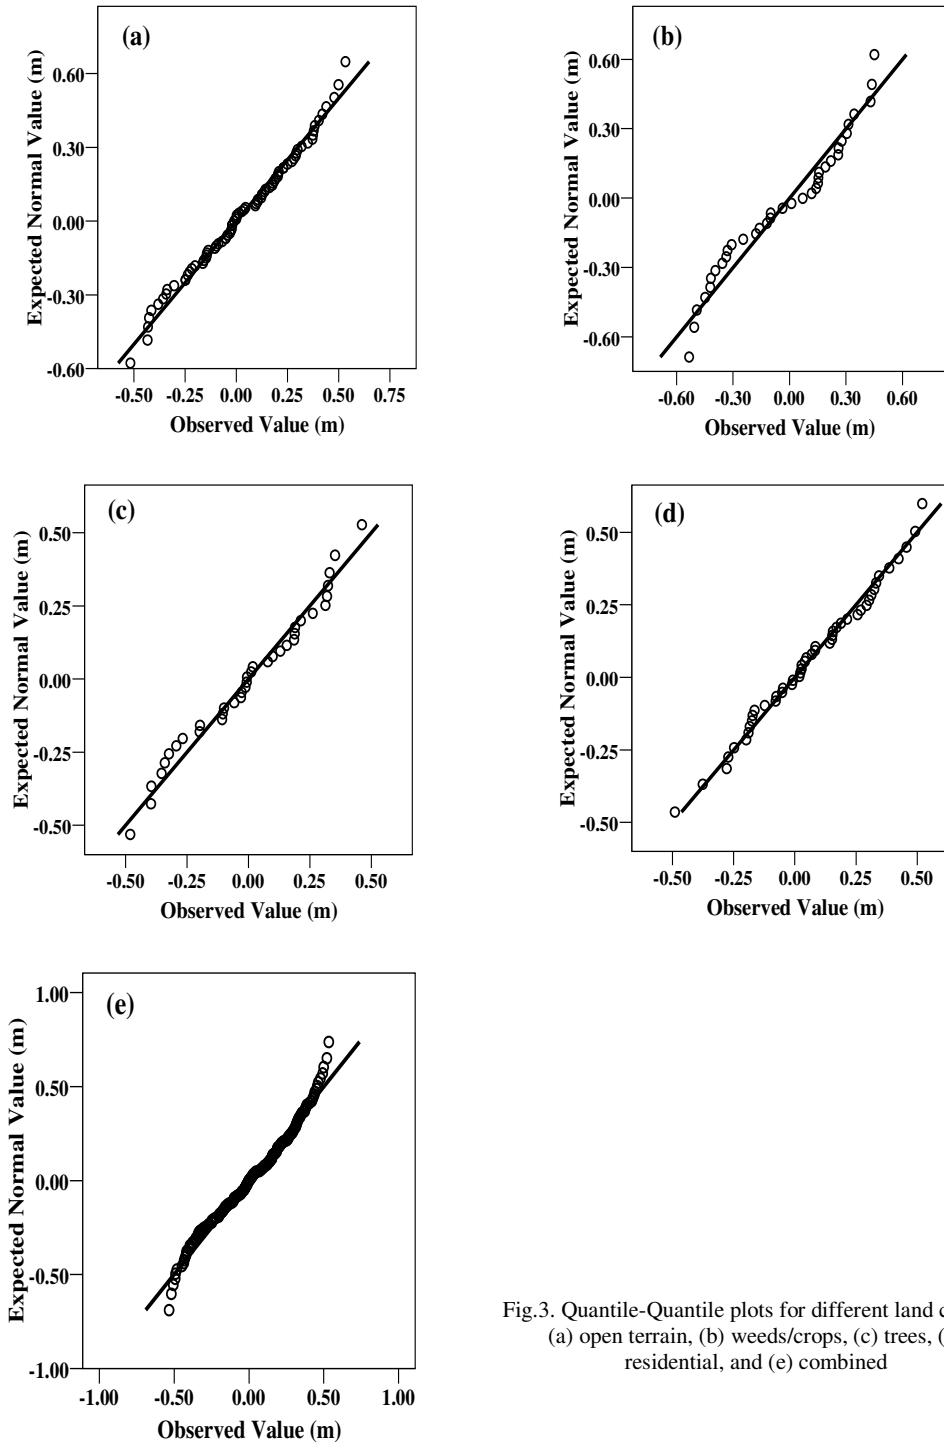 (a)
Expected Normal Value (m)
0.60
0.30
0.00
-0.30
-0.60
-0.50 -0.25 0.00 0.25 0.50 0.75
Observed Value (m)
(b)
Expected Normal Value (m)
0.60
0.30
0.00
-0.30
-0.60
-0.60 -0.30 0.00 0.30 0.60
Observed Value (m)
(c)
Expected Normal Value (m)
0.50
0.25
0.00
-0.25
-0.50
-0.50 -0.25 0.00 0.25 0.50
Observed Value (m)
(d)
Expected Normal Value (m)
0.50
0.25
0.00
-0.25
-0.50
-0.50 -0.25 0.00 0.25 0.50
Observed Value (m)
(e)
Expected Normal Value (m)
1.00
0.50
0.00
-0.50
-1.00
-1.00 -0.50 0.00 0.50 1.00
Observed Value (m)
Fig.3. Quantile-Quantile plots for different land c
(a) open terrain, (b) weeds/crops, (c) trees, (
residential, and (e) combined